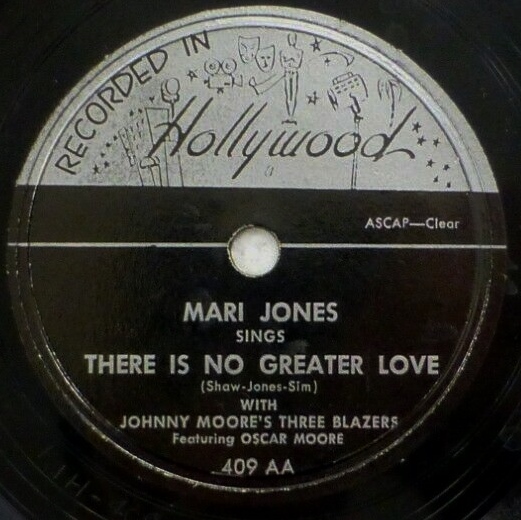 RECORDED IN
Hollywood
ASCAP—Clear
MARI JONES
SINGS
THERE IS NO GREATER LOVE
(Shaw-Jones-Sim)
WITH
JOHNNY MOORE'S THREE BLAZERS
Featuring OSCAR MOORE
409 AA